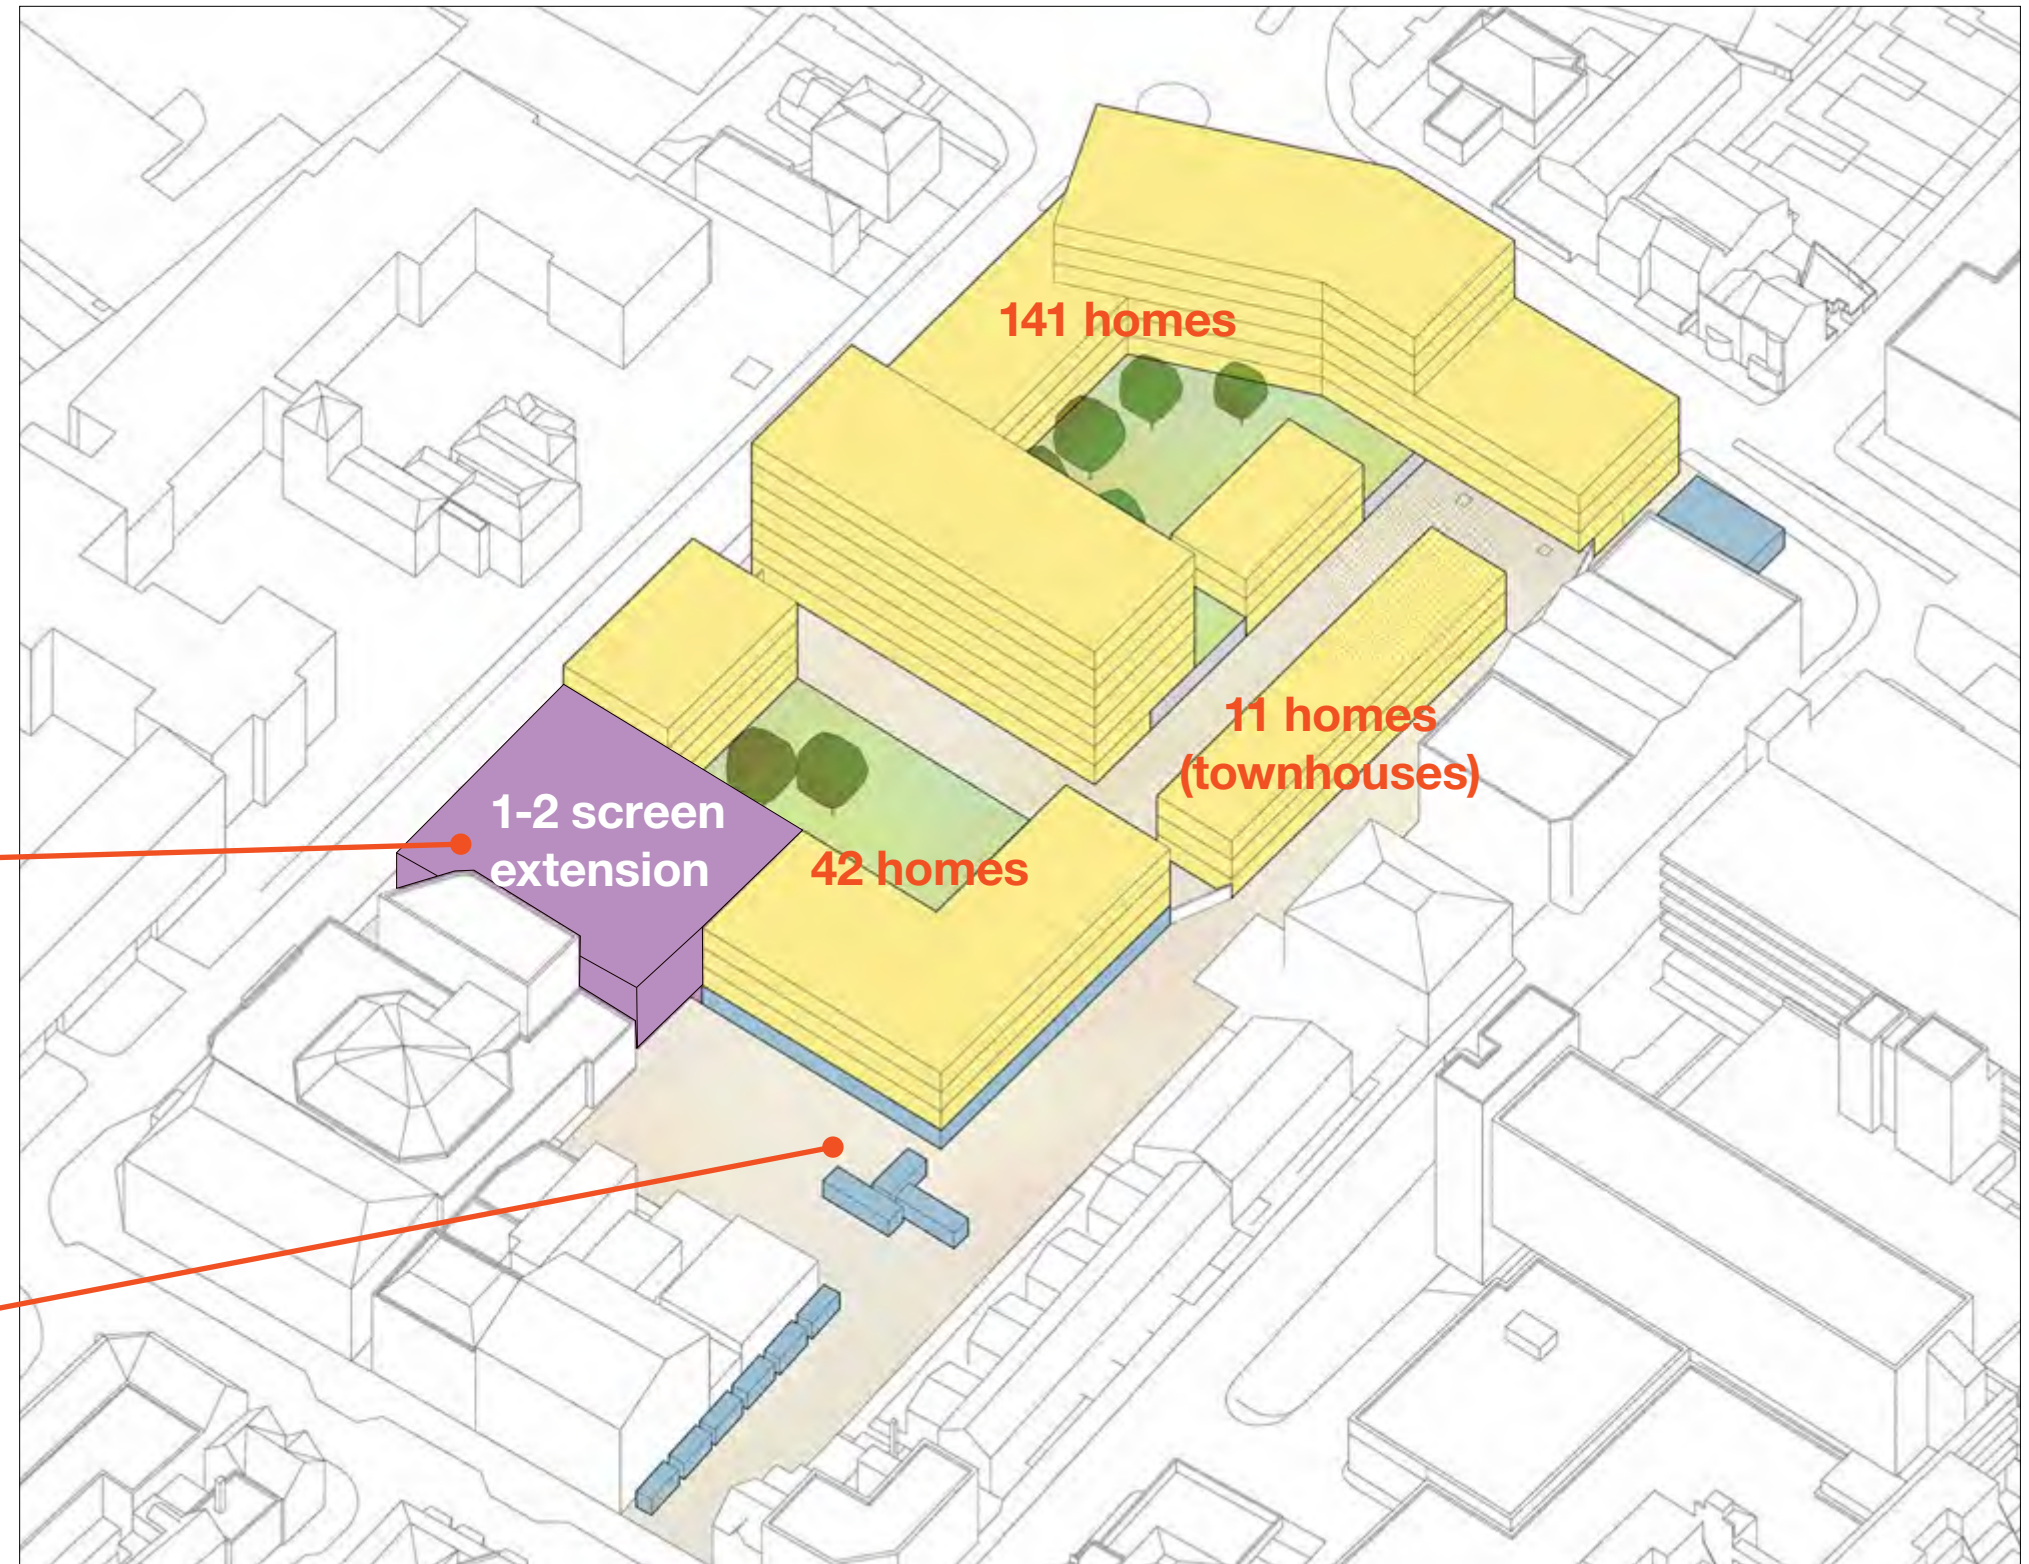 141 homes
11 homes
(townhouses)
1-2 screen
extension
42 homes